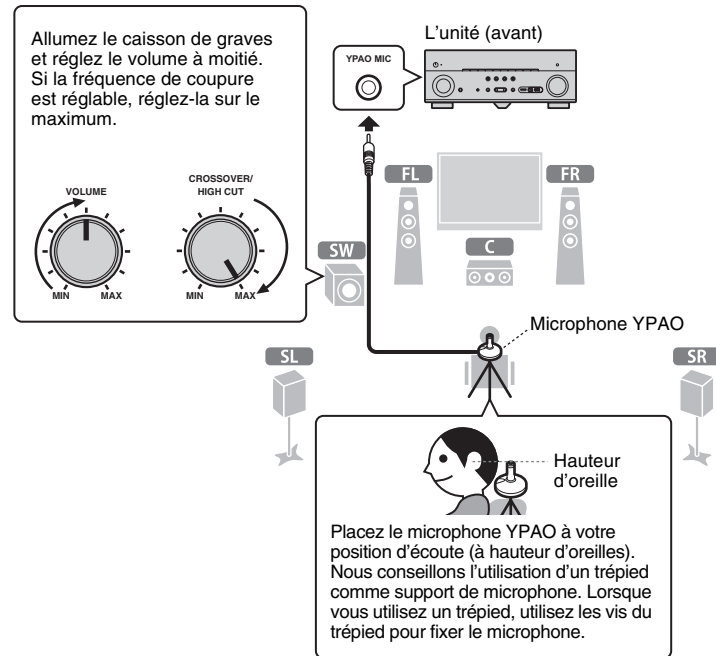 Allumez le caisson de graves
et réglez le volume à moitié.
Si la fréquence de coupure
est réglable, réglez-la sur le
maximum.
VOLUME
MIN
MAX
CROSSOVER/
HIGH CUT
MIN
MAX
YPAO MIC
L'unité (avant)
FL
FR
C
SW
Microphone YPAO
SL
SR
Hauteur
d'oreille
Placez le microphone YPAO à votre
position d'écoute (à hauteur d'oreilles).
Nous conseillons l'utilisation d'un trépied
comme support de microphone. Lorsque
vous utilisez un trépied, utilisez les vis du
trépied pour fixer le microphone.